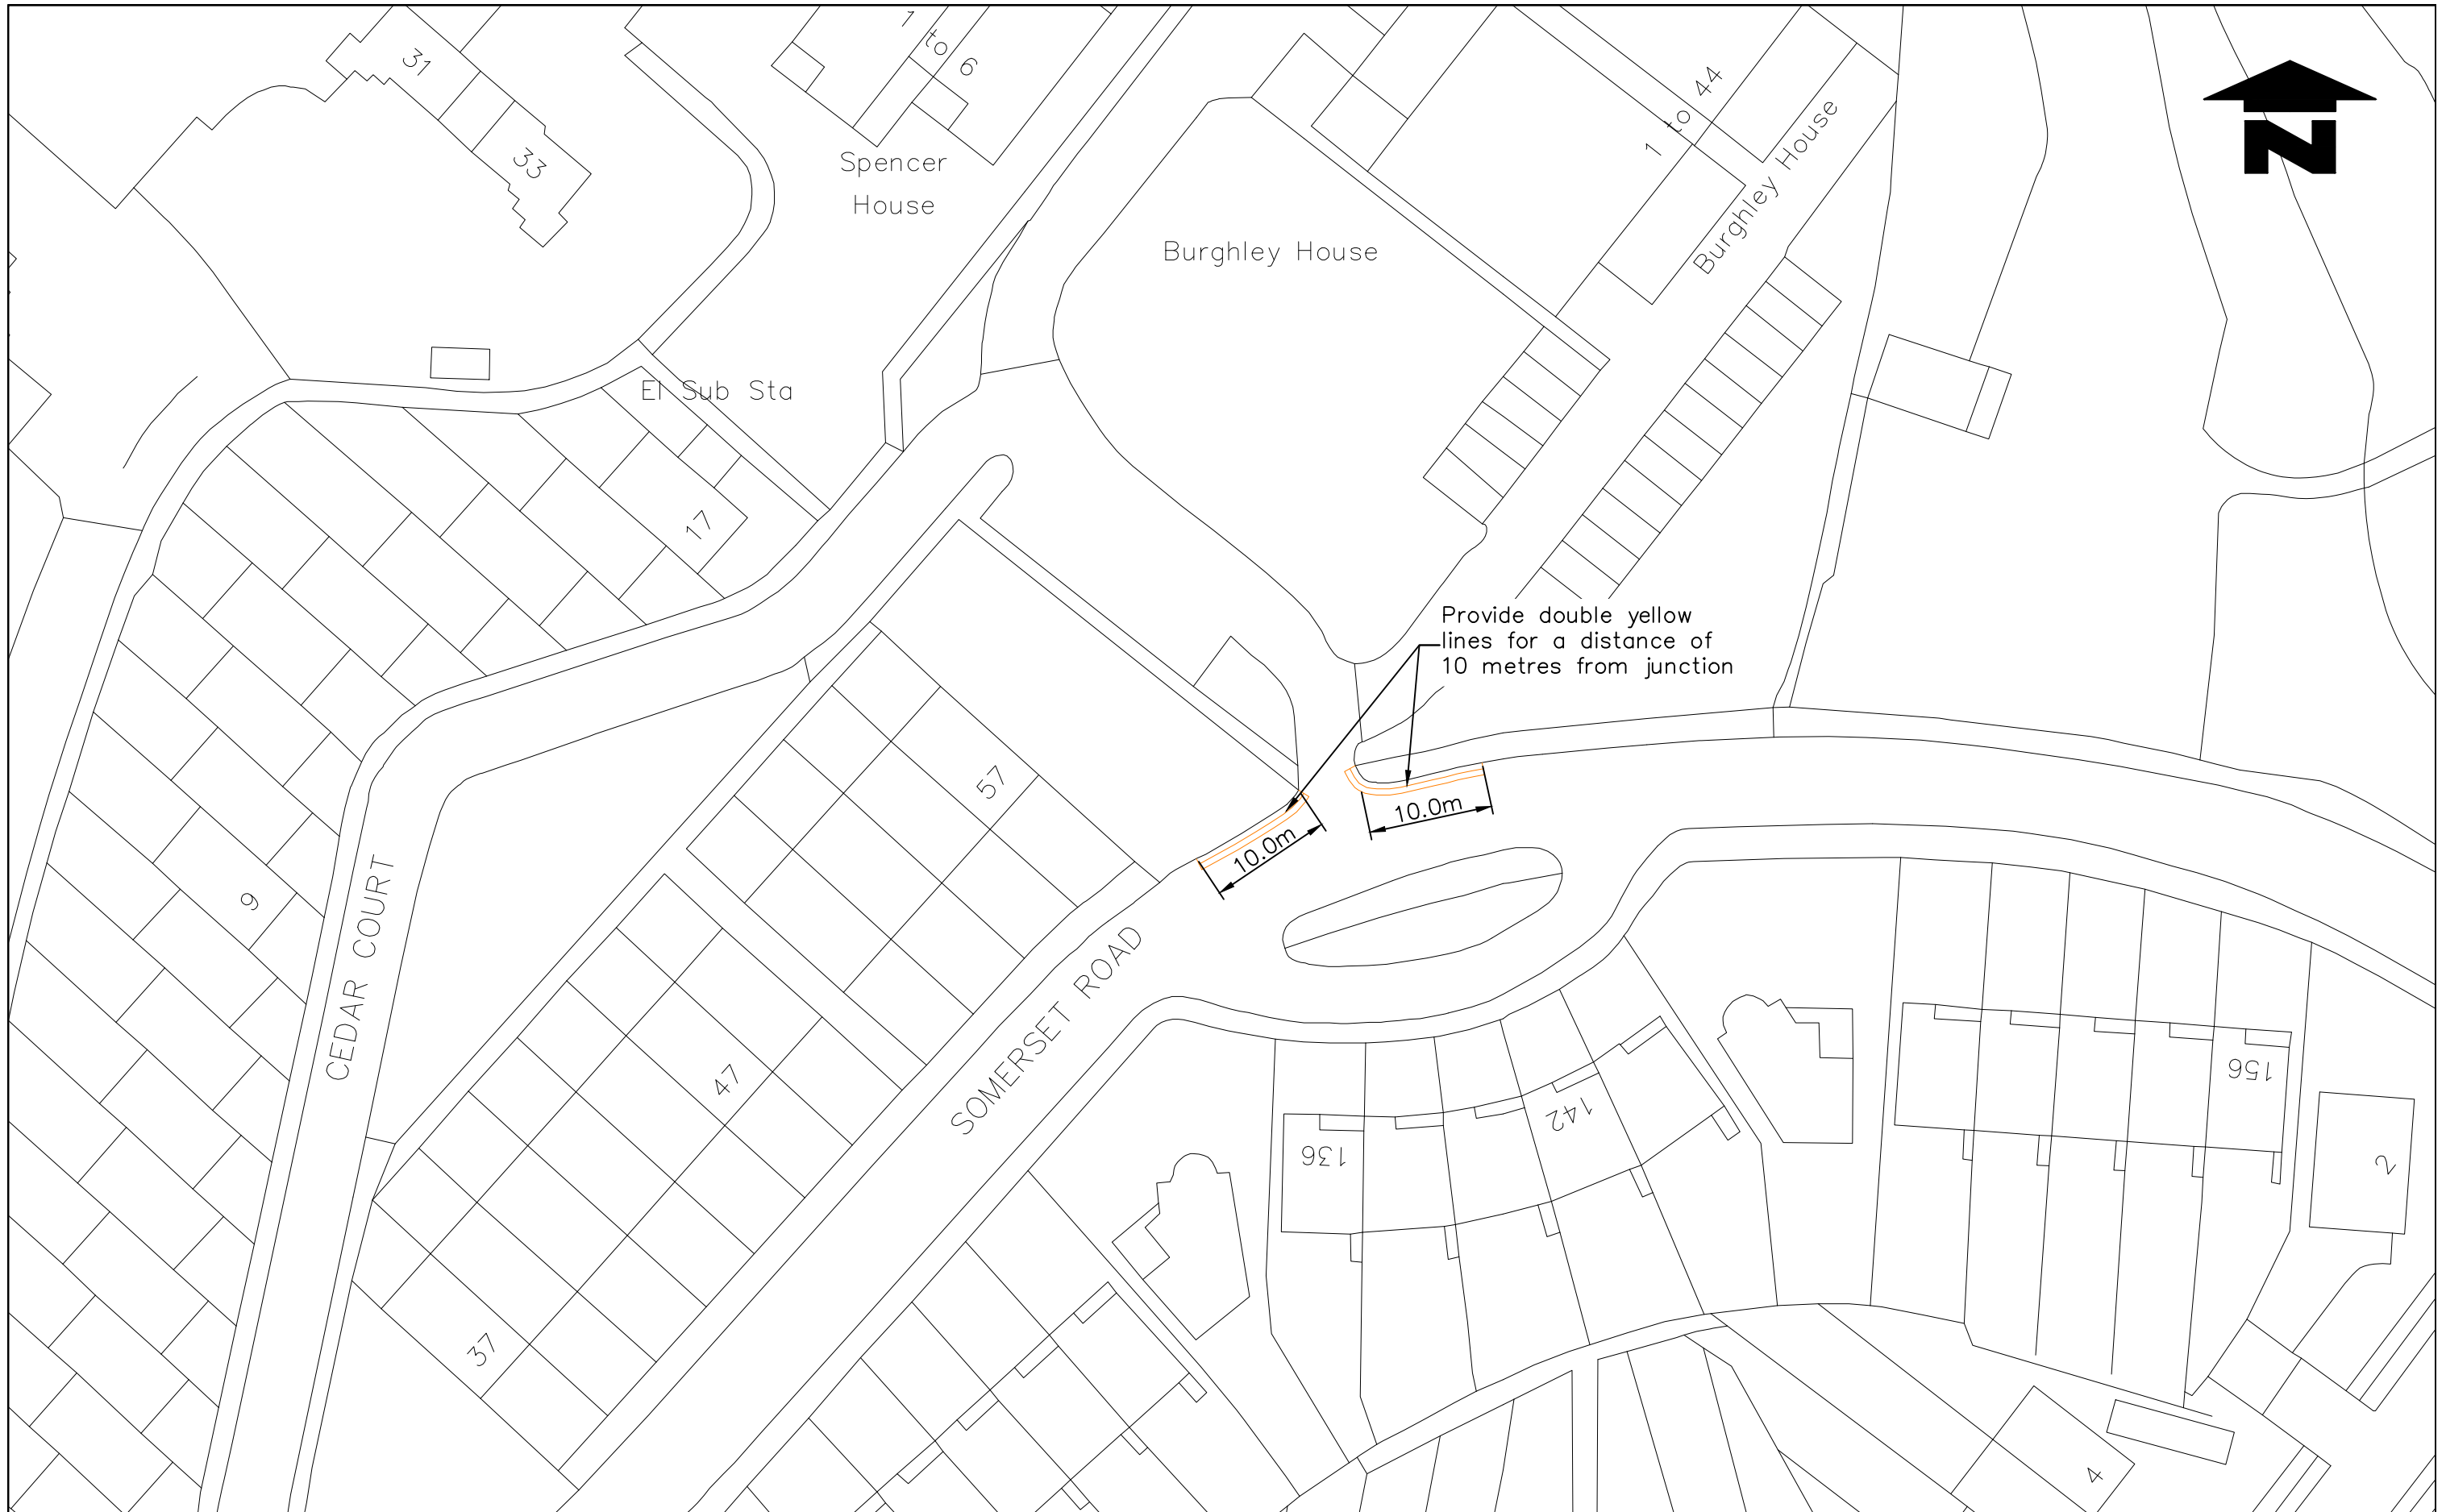 31
33
1 to 6
Spencer
House
Burghley House
1 to 44
Burghley House
N
El Sub Sta
17
Provide double yellow
lines for a distance of
10 metres from junction
57
10.0m
10.0m
9
CEDAR COURT
SOMERSET ROAD
47
37
136
142
156
2
4